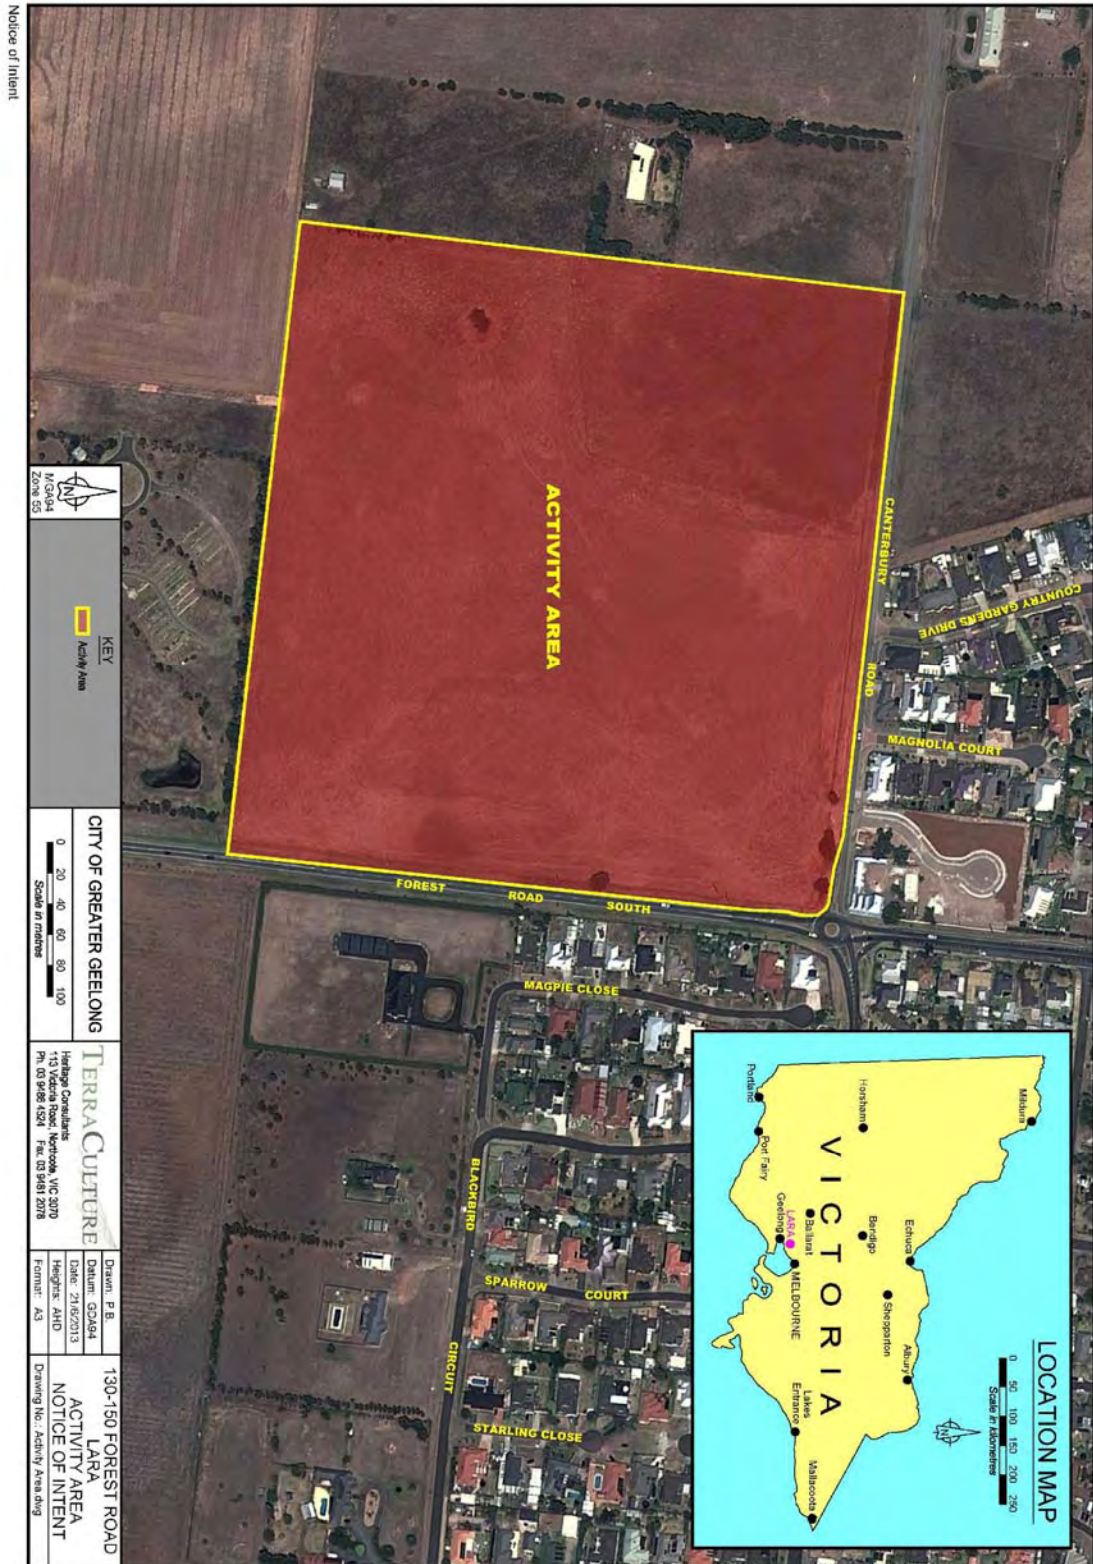 Notice of Intent
LOCATION MAP
0 50 100 150 200 250
Scale in kilometres
VICTORIA
Mildura
Horsham
Portland
Port Fairy
Echuca
Bendigo
Shepparton
Albury
Ballarat
LARA
Geelong
MELBOURNE
Lakes
Entrance
Mallacoota
COUNTRY GARDENS DRIVE
MAGNOLIA COURT
CANTERBURY ROAD
ACTIVITY AREA
FOREST ROAD SOUTH
MAGPIE CLOSE
BLACKBIRD CIRCUIT
SPARROW COURT
STARLING CLOSE
N
MGA94
Zone 55
KEY
Activity Area
CITY OF GREATER GEELONG
0 20 40 60 80 100
Scale in metres
TERRACULTURE
Heritage Consultants
113 Victoria Road, Northcote, VIC 3070
Ph: 03 9486 4524 Fax: 03 9481 2078
Drawn: P.B.
Datum: GDA94
Date: 21/6/2013
Heights: AHD
Format: A3
130-150 FOREST ROAD
LARA
ACTIVITY AREA
NOTICE OF INTENT
Drawing No.: Activity Area.dwg